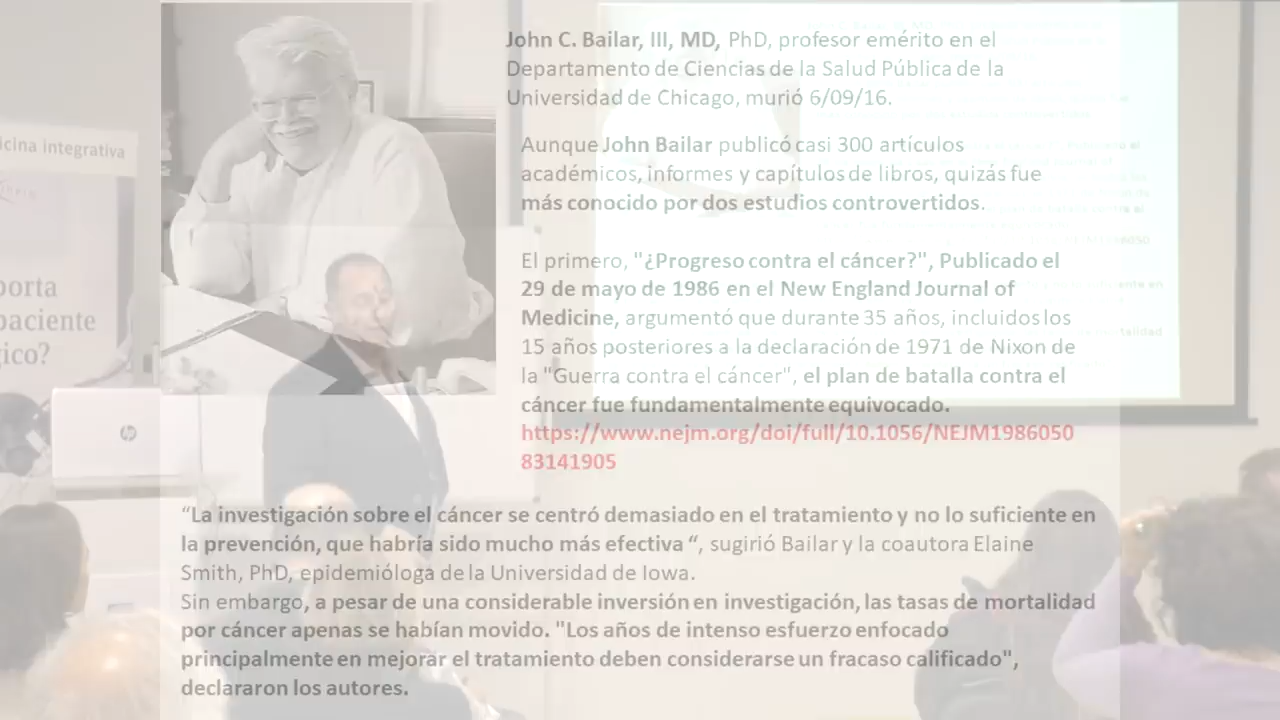 John C. Bailar, III, MD, PhD, profesor emérito en el
Departamento de Ciencias de la Salud Pública de la
Universidad de Chicago, murió 6/09/16.
Aunque John Bailar publicó casi 300 artículos
académicos, informes y capítulos de libros, quizás fue
más conocido por dos estudios controvertidos.
El primero, "¿Progreso contra el cáncer?", Publicado el
29 de mayo de 1986 en el New England Journal of
Medicine, argumentó que durante 35 años, incluidos los
15 años posteriores a la declaración de 1971 de Nixon de
la "Guerra contra el cáncer", el plan de batalla contra el
cáncer fue fundamentalmente equivocado.
https://www.nejm.org/doi/full/10.1056/NEJM1986050
83141905
“La investigación sobre el cáncer se centró demasiado en el tratamiento y no lo suficiente en
la prevención, que habría sido mucho más efectiva “, sugirió Bailar y la coautora Elaine
Smith, PhD, epidemióloga de la Universidad de Iowa.
Sin embargo, a pesar de una considerable inversión en investigación, las tasas de mortalidad
por cáncer apenas se habían movido. "Los años de intenso esfuerzo enfocado
principalmente en mejorar el tratamiento deben considerarse un fracaso calificado",
declararon los autores.
icina integrativa
porta
paciente
gico?
hp